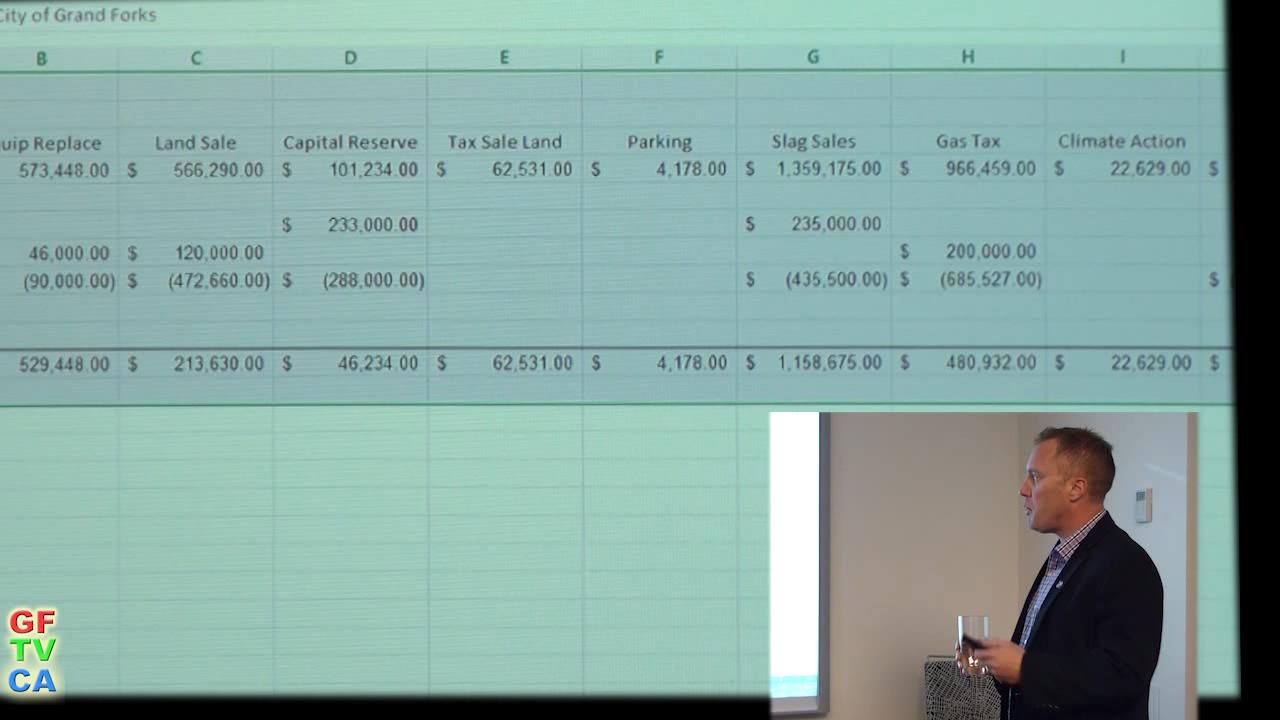 City of Grand Forks
B C D E F G H I
uip Replace Land Sale Capital Reserve Tax Sale Land Parking Slag Sales Gas Tax Climate Action
573,448.00 $ 566,290.00 $ 101,234.00 $ 62,531.00 $ 4,178.00 $ 1,359,175.00 $ 966,459.00 $ 22,629.00 $
$ 233,000.00 $ 235,000.00
46,000.00 $ 120,000.00 $ 200,000.00
(90,000.00) $ (472,660.00) $ (288,000.00) $ (435,500.00) $ (685,527.00) $
529,448.00 $ 213,630.00 $ 46,234.00 $ 62,531.00 $ 4,178.00 $ 1,158,675.00 $ 480,932.00 $ 22,629.00 $
GF
TV
CA